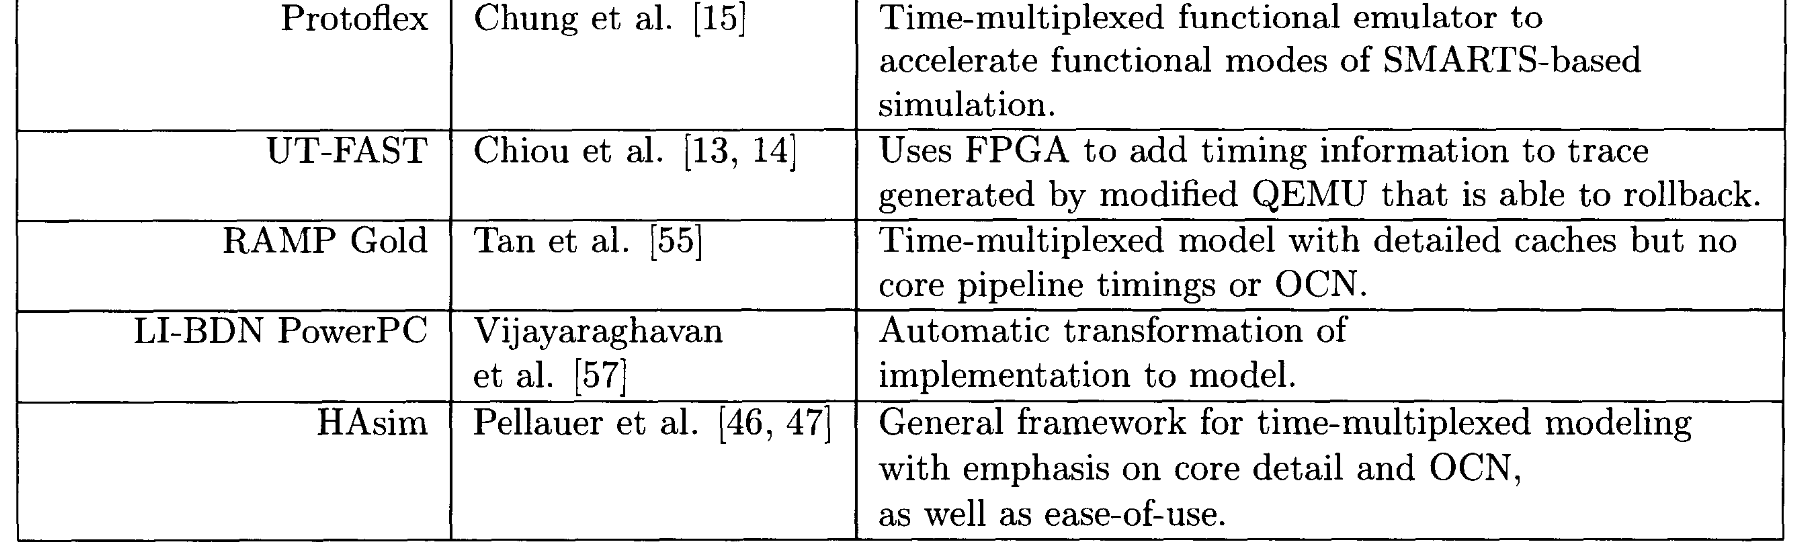 Protoflex Chung et al. [15] Time-multiplexed functional emulator to
accelerate functional modes of SMARTS-based
simulation.
UT-FAST Chiou et al. [13, 14] Uses FPGA to add timing information to trace
generated by modified QEMU that is able to rollback.
RAMP Gold Tan et al. [55] Time-multiplexed model with detailed caches but no
core pipeline timings or OCN.
LI-BDN PowerPC Vijayaraghavan Automatic transformation of
et al. [57] implementation to model.
HAsim Pellauer et al. [46, 47] General framework for time-multiplexed modeling
with emphasis on core detail and OCN,
as well as ease-of-use.